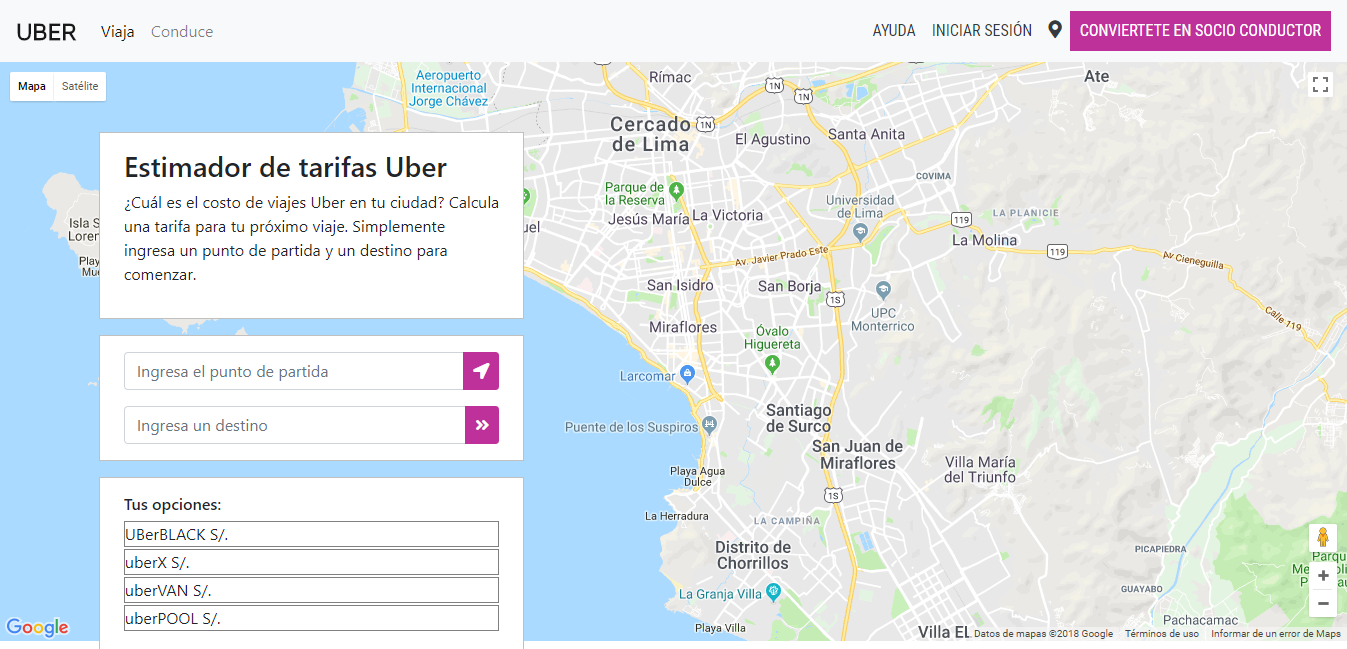 UBER Viaja Conduce AYUDA INICIAR SESIÓN CONVIERTETE EN SOCIO CONDUCTOR
Mapa Satélite
Estimador de tarifas Uber
¿Cuál es el costo de viajes Uber en tu ciudad? Calcula
una tarifa para tu próximo viaje. Simplemente
ingresa un punto de partida y un destino para
comenzar.
Ingresa el punto de partida
Ingresa un destino
Tus opciones:
UBerBLACK S/.
uberX S/.
uberVAN S/.
uberPOOL S/.
Google
Aeropuerto
Internacional
Jorge Chávez
Rímac
1N
1N
Ate
Cercado
de Lima
1N
El Agustino
Santa Anita
COVIMA
Parque de
la Reserva
Jesús María
La Victoria
Universidad
de Lima
119
LA PLANICIE
La Molina
119
Isla S
Loren
Play
Mue
uel
Av. Javier Prado Este
Av Cieneguilla
San Isidro
San Borja
1S
UPC
Monterrico
Calle 119
Miraflores
Óvalo
Higuereta
Larcomar
Santiago
de Surco
Puente de los Suspiros
San Juan de
Miraflores
Villa María
del Triunfo
Playa Agua
Dulce
1S
La Herradura
LA CAMPIÑA
Distrito de
Chorrillos
PICAPIEDRA
Parqu
Me
poli
Pa
GUAYABO
La Granja Villa
Pachacamac
Playa Villa
Villa EL
Datos de mapas ©2018 Google Términos de uso Informar de un error de Maps